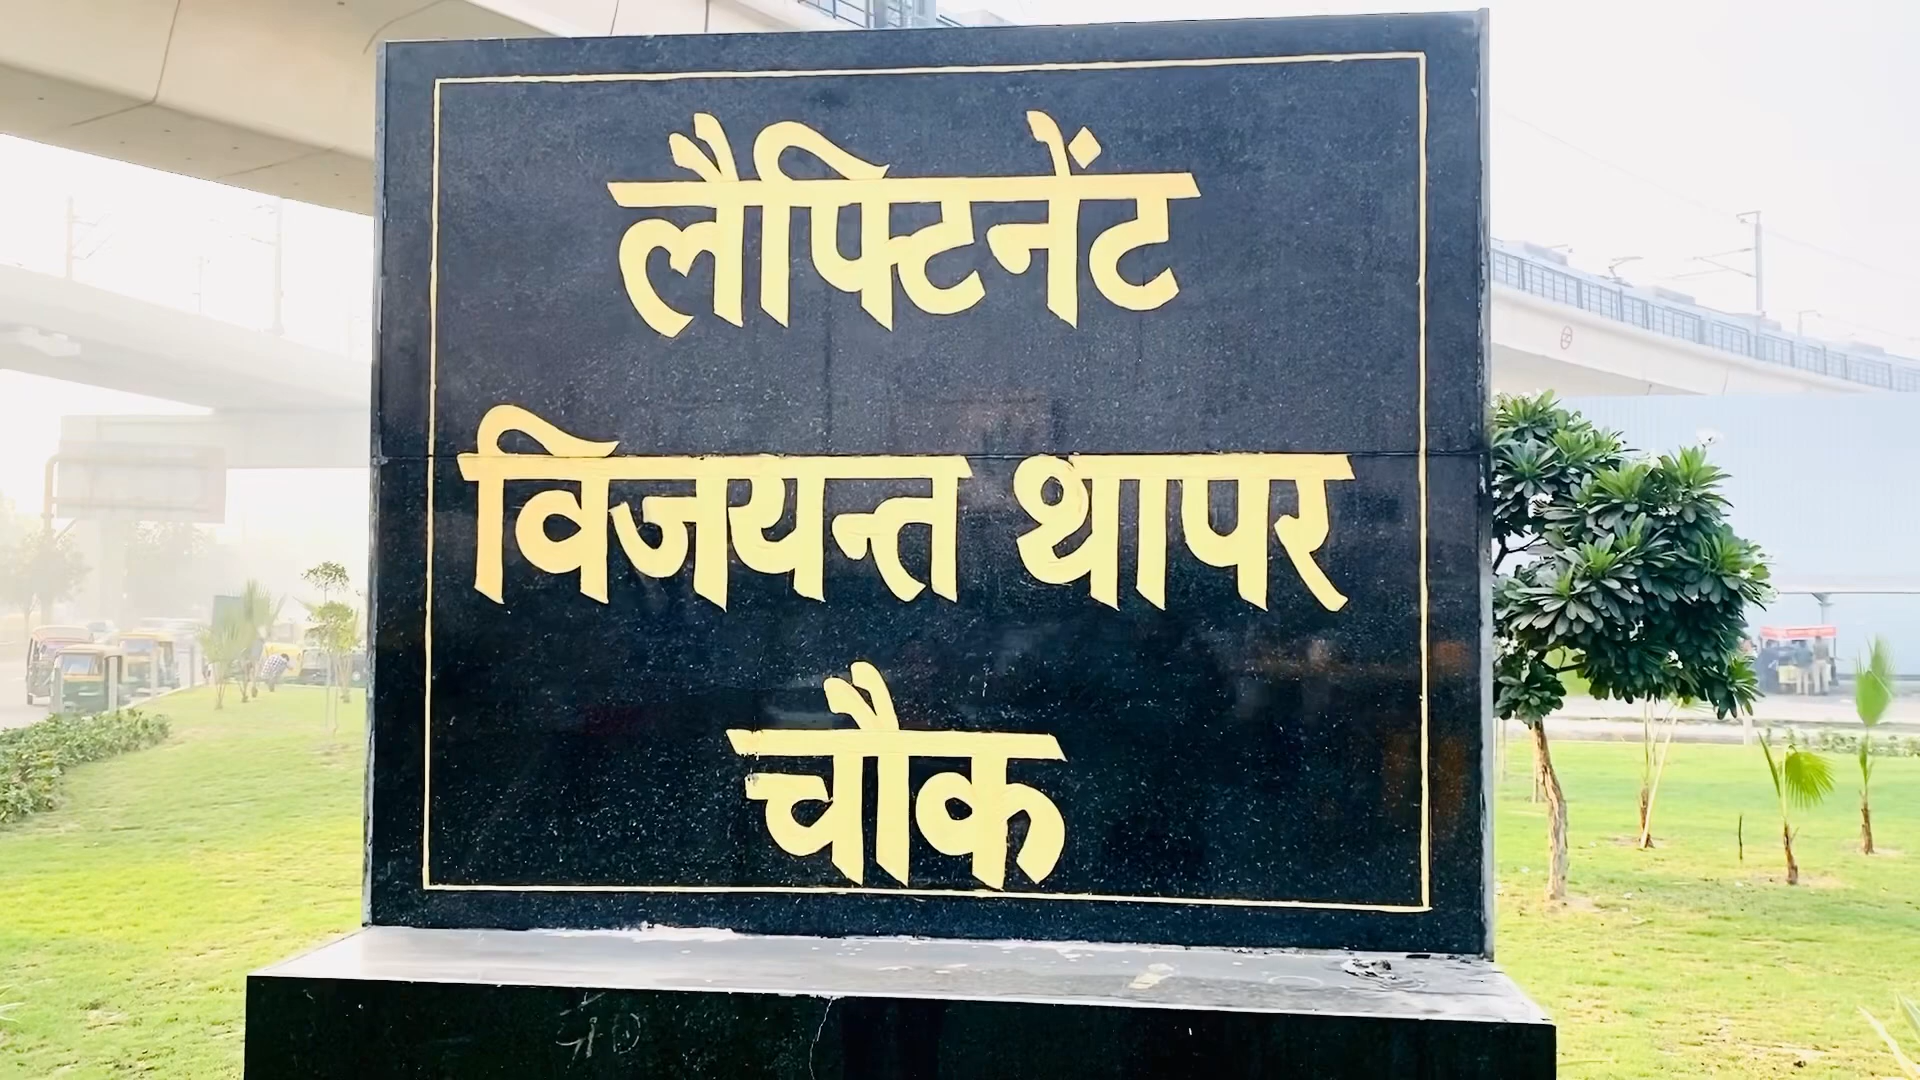 लैफ्टिनेंट
विजयन्त थापर
चौक